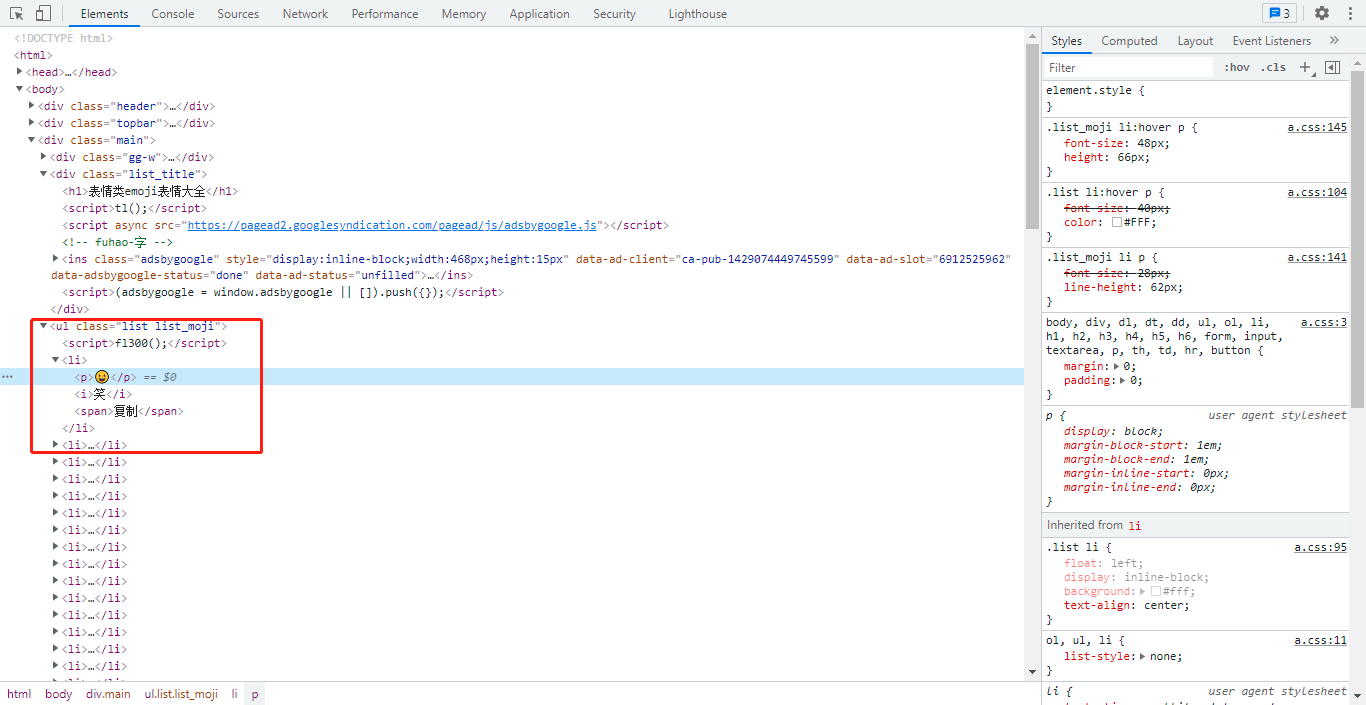 Elements Console Sources Network Performance Memory Application Security Lighthouse 3
<!DOCTYPE html>
<html>
<head>…</head>
<body>
<div class="header">…</div>
<div class="topbar">…</div>
<div class="main">
<div class="gg-w">…</div>
<div class="list_title">
<h1>表情类emoji表情大全</h1>
<script>tl();</script>
<script async src="https://pagead2.googlesyndication.com/pagead/js/adsbygoogle.js"></script>
<!-- fuhao-字 -->
<ins class="adsbygoogle" style="display:inline-block;width:468px;height:15px" data-ad-client="ca-pub-1429074449745599" data-ad-slot="6912525962"
data-adsbygoogle-status="done" data-ad-status="unfilled">…</ins>
<script>(adsbygoogle = window.adsbygoogle || []).push({});</script>
</div>
<ul class="list list_moji">
<script>fl300();</script>
<li>
<p>😀</p> == $0
<i>笑</i>
<span>复制</span>
</li>
<li>…</li>
<li>…</li>
<li>…</li>
<li>…</li>
<li>…</li>
<li>…</li>
<li>…</li>
<li>…</li>
<li>…</li>
<li>…</li>
<li>…</li>
<li>…</li>
<li>…</li>
<li>…</li>
html body div.main ul.list.list_moji li p
Styles Computed Layout Event Listeners »
Filter :hov .cls +
element.style {
}
.list_moji li:hover p { a.css:145
font-size: 48px;
height: 66px;
}
.list li:hover p { a.css:104
font-size: 40px;
color: #FFF;
}
.list_moji li p { a.css:141
font-size: 28px;
line-height: 62px;
}
body, div, dl, dt, dd, ul, ol, li, a.css:3
h1, h2, h3, h4, h5, h6, form, input,
textarea, p, th, td, hr, button {
margin: 0;
padding: 0;
}
p { user agent stylesheet
display: block;
margin-block-start: 1em;
margin-block-end: 1em;
margin-inline-start: 0px;
margin-inline-end: 0px;
}
Inherited from li
.list li { a.css:95
float: left;
display: inline-block;
background: #fff;
text-align: center;
}
ol, ul, li { a.css:11
list-style: none;
}
li { user agent stylesheet